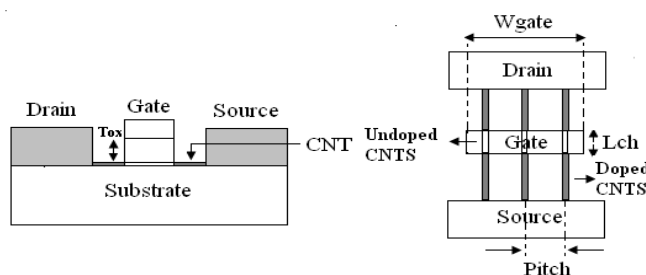 Drain
Gate
Source
Tox
CNT
Substrate
Wgate
Drain
Undoped
CNTS
Gate
Lch
Doped
CNTS
Source
Pitch